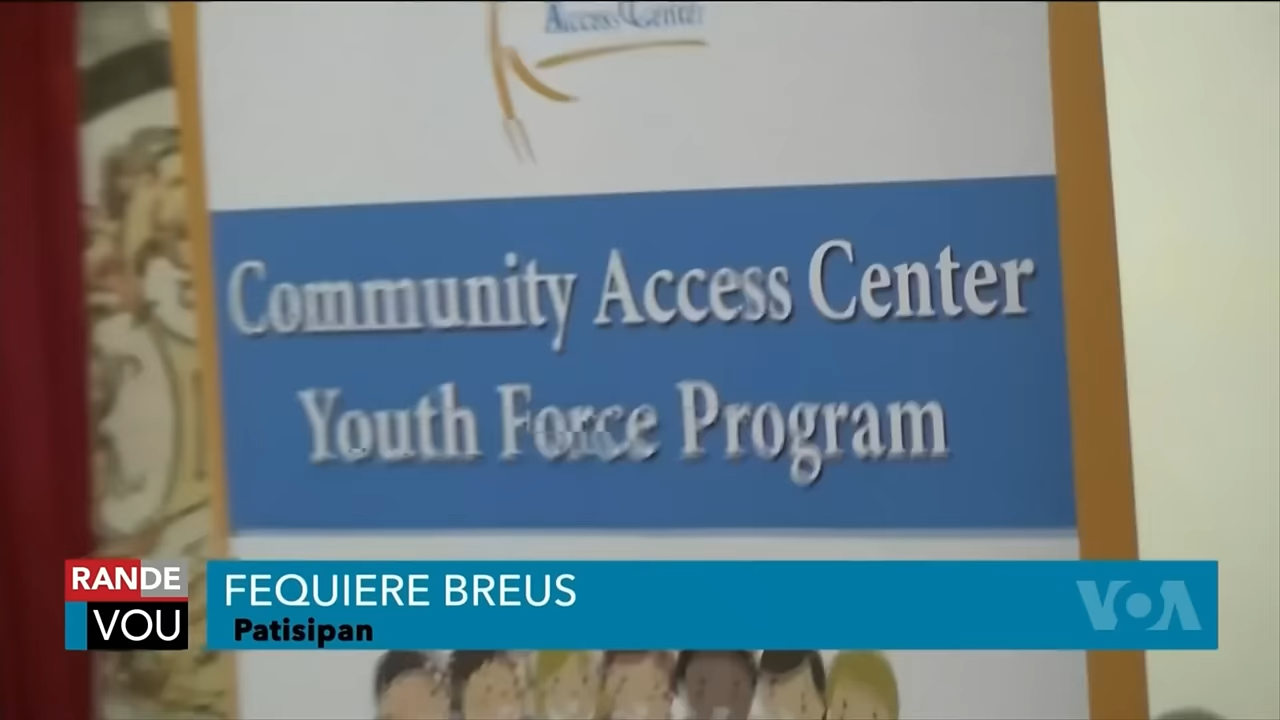 Access Center
Community Access Center
Youth Force Program
RANDE
VOU
FEQUIERE BREUS
Patisipan
VOA